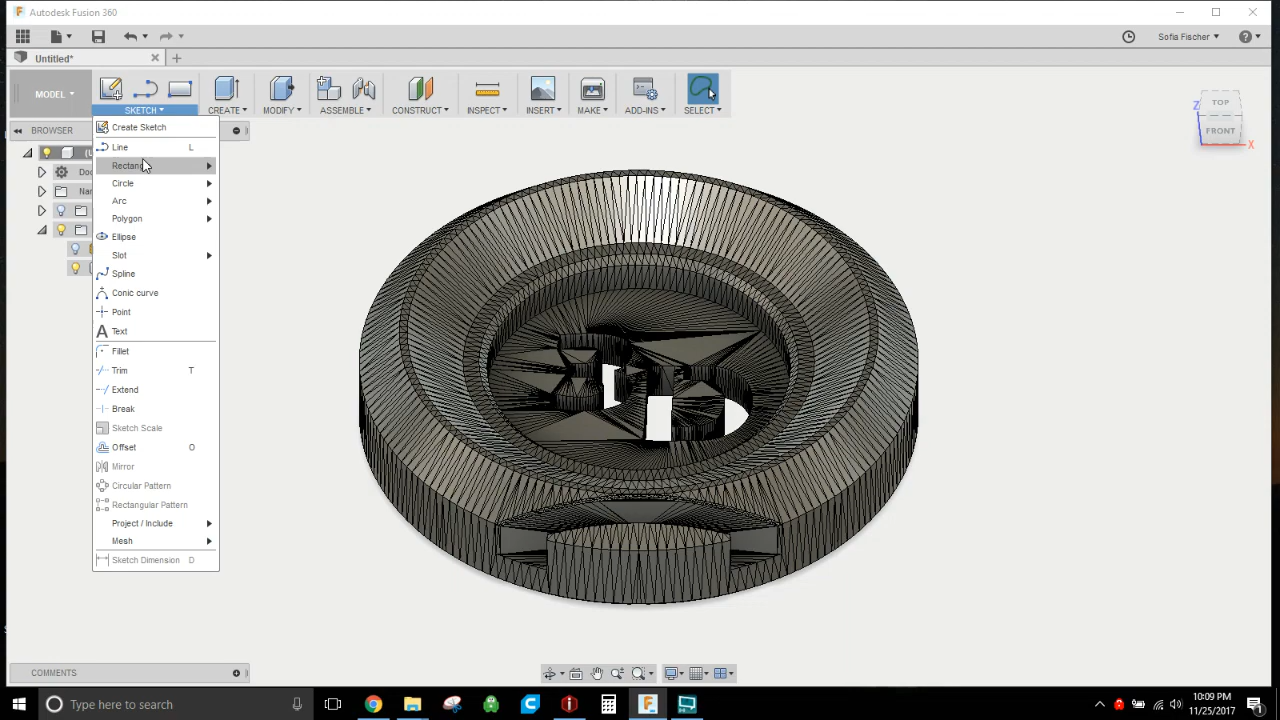 Autodesk Fusion 360
Sofia Fischer
Untitled*
MODEL
SKETCH
CREATE
MODIFY
ASSEMBLE
CONSTRUCT
INSPECT
INSERT
MAKE
ADD-INS
SELECT
BROWSER
TOP
FRONT
Z
X
Create Sketch
Line L
Rectang
Circle
Arc
Polygon
Ellipse
Slot
Spline
Conic curve
Point
Text
Fillet
Trim T
Extend
Break
Sketch Scale
Offset O
Mirror
Circular Pattern
Rectangular Pattern
Project / Include
Mesh
Sketch Dimension D
(L
Doc
Nam
COMMENTS
Type here to search
10:09 PM
11/25/2017